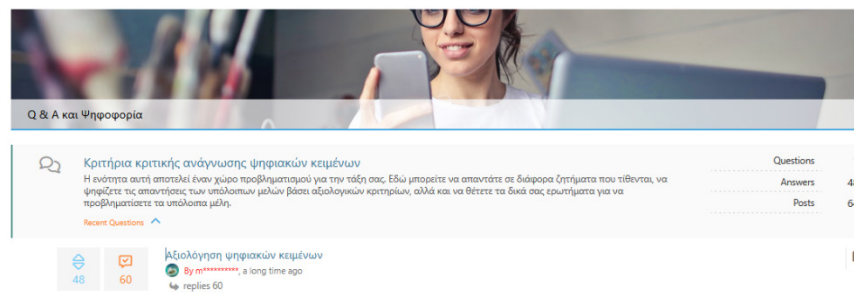 Q & A και Ψηφοφορία
Κριτήρια κριτικής ανάγνωσης ψηφιακών κειμένων
Questions
Η ενότητα αυτή αποτελεί έναν χώρο προβληματισμού για την τάξη σας. Εδώ μπορείτε να απαντάτε σε διάφορα ζητήματα που τίθενται, να
Answers
ψηφίζετε τις απαντήσεις των υπόλοιπων μελών βάσει αξιολογικών κριτηρίων, αλλά και να θέτετε τα δικά σας ερωτήματα για να
Posts
προβληματίσετε τα υπόλοιπα μέλη.
Recent Questions
Αξιολόγηση ψηφιακών κειμένων
By m**********, a long time ago
48 60
replies 60